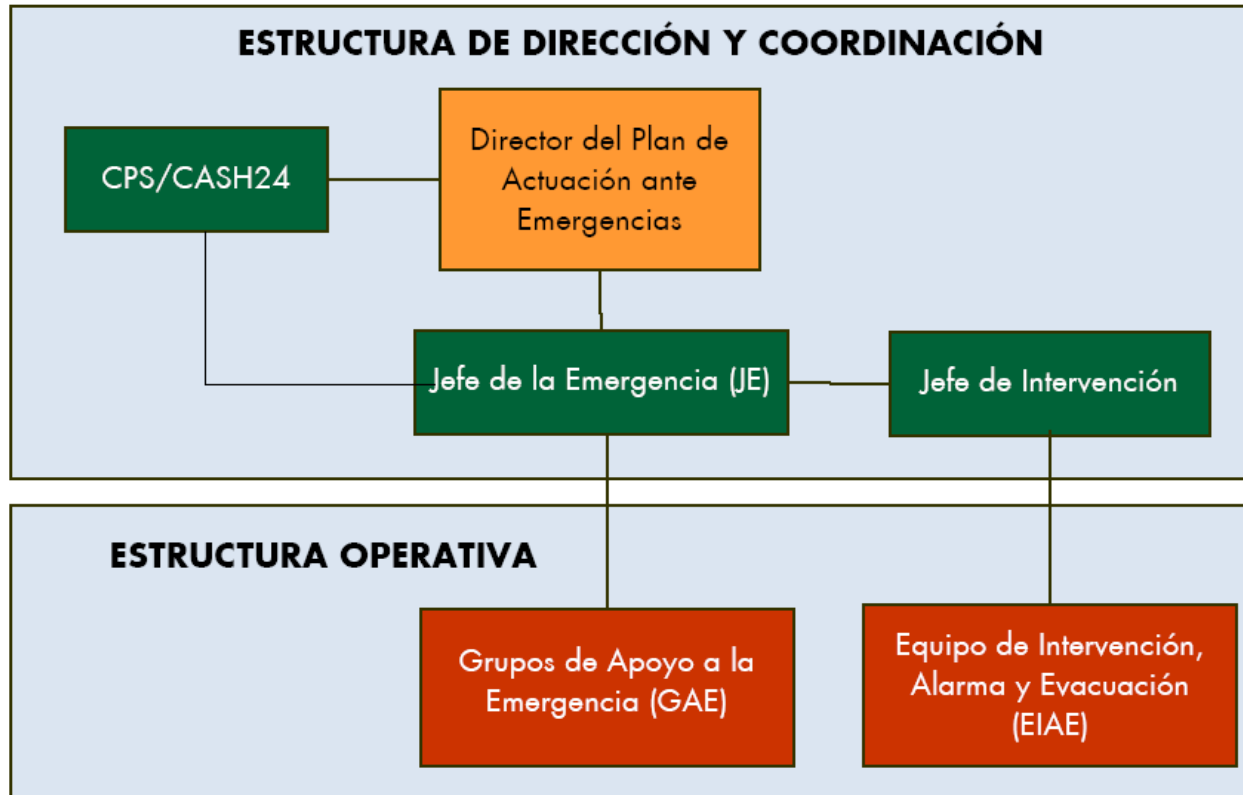 ESTRUCTURA DE DIRECCIÓN Y COORDINACIÓN
CPS/CASH24
Director del Plan de
Actuación ante
Emergencias
Jefe de la Emergencia (JE)
Jefe de Intervención
ESTRUCTURA OPERATIVA
Grupos de Apoyo a la
Emergencia (GAE)
Equipo de Intervención,
Alarma y Evacuación
(EIAE)